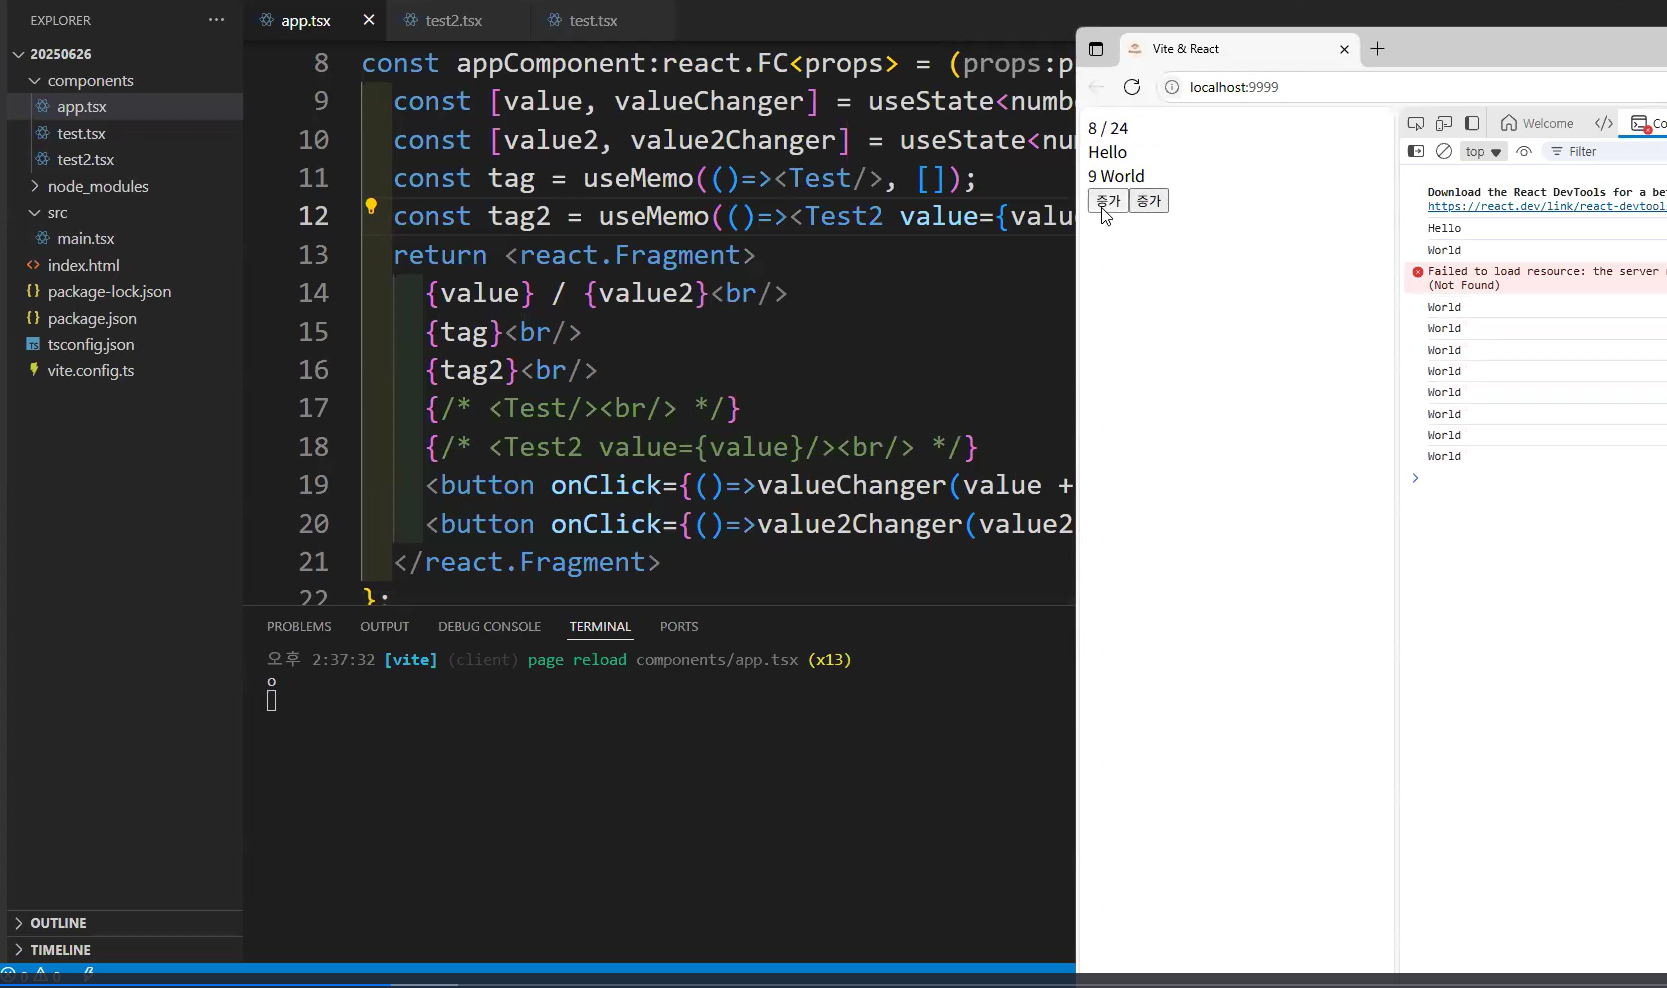 EXPLORER
20250626
components
app.tsx
test.tsx
test2.tsx
node_modules
src
main.tsx
index.html
package-lock.json
package.json
tsconfig.json
vite.config.ts
OUTLINE
TIMELINE
app.tsx
test2.tsx
test.tsx
8 const appComponent:react.FC<props> = (props:p
9 const [value, valueChanger] = useState<numb
10 const [value2, value2Changer] = useState<nu
11 const tag = useMemo(()=><Test/>, []);
12 const tag2 = useMemo(()=><Test2 value={valu
13 return <react.Fragment>
14 {value} / {value2}<br/>
15 {tag}<br/>
16 {tag2}<br/>
17 {/* <Test/><br/> */}
18 {/* <Test2 value={value}/><br/> */}
19 <button onClick={()=>valueChanger(value +
20 <button onClick={()=>value2Changer(value2
21 </react.Fragment>
22 };
PROBLEMS OUTPUT DEBUG CONSOLE TERMINAL PORTS
오후 2:37:32 [vite] (client) page reload components/app.tsx (x13)
o
Vite & React
localhost:9999
8 / 24
Hello
9 World
증가 증가
Welcome
top Filter
Download the React DevTools for a be
https://react.dev/link/react-devtool
Hello
World
Failed to load resource: the server
(Not Found)
World
World
World
World
World
World
World
World